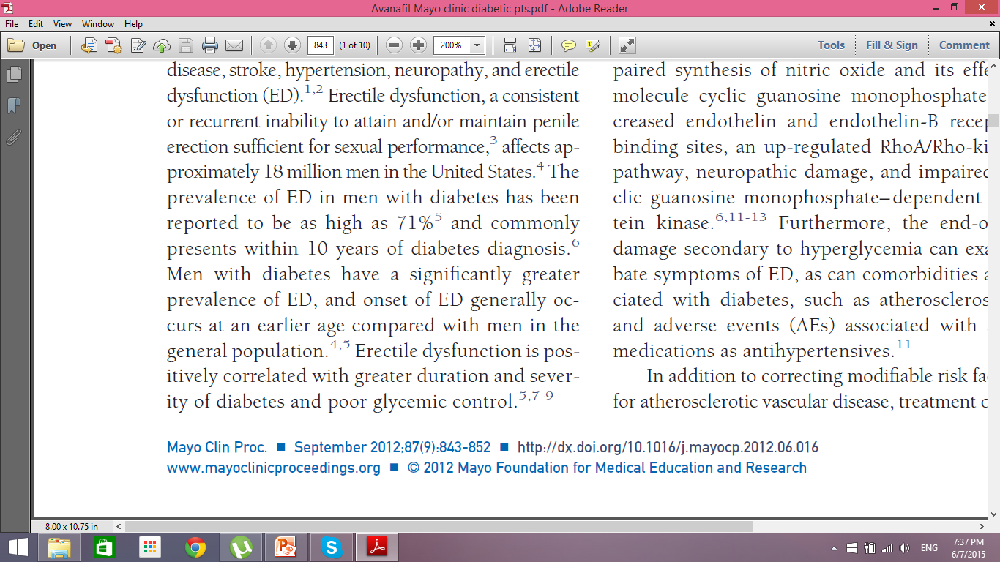 Avanafil Mayo clinic diabetic pts.pdf - Adobe Reader
File Edit View Window Help
Open 843 (1 of 10) 200% Tools Fill & Sign Comment
disease, stroke, hypertension, neuropathy, and erectile
dysfunction (ED).1,2 Erectile dysfunction, a consistent
or recurrent inability to attain and/or maintain penile
erection sufficient for sexual performance,3 affects ap-
proximately 18 million men in the United States.4 The
prevalence of ED in men with diabetes has been
reported to be as high as 71%5 and commonly
presents within 10 years of diabetes diagnosis.6
Men with diabetes have a significantly greater
prevalence of ED, and onset of ED generally oc-
curs at an earlier age compared with men in the
general population.4,5 Erectile dysfunction is pos-
itively correlated with greater duration and sever-
ity of diabetes and poor glycemic control.5,7-9
paired synthesis of nitric oxide and its effe
molecule cyclic guanosine monophosphate
creased endothelin and endothelin-B recep
binding sites, an up-regulated RhoA/Rho-ki
pathway, neuropathic damage, and impaired
clic guanosine monophosphate–dependent
tein kinase.6,11-13 Furthermore, the end-o
damage secondary to hyperglycemia can exa
bate symptoms of ED, as can comorbidities a
ciated with diabetes, such as atheroscleros
and adverse events (AEs) associated with
medications as antihypertensives.11
In addition to correcting modifiable risk fa
for atherosclerotic vascular disease, treatment o
Mayo Clin Proc. ■ September 2012;87(9):843-852 ■ http://dx.doi.org/10.1016/j.mayocp.2012.06.016
www.mayoclinicproceedings.org ■ © 2012 Mayo Foundation for Medical Education and Research
8.00 x 10.75 in
ENG
7:37 PM
6/7/2015